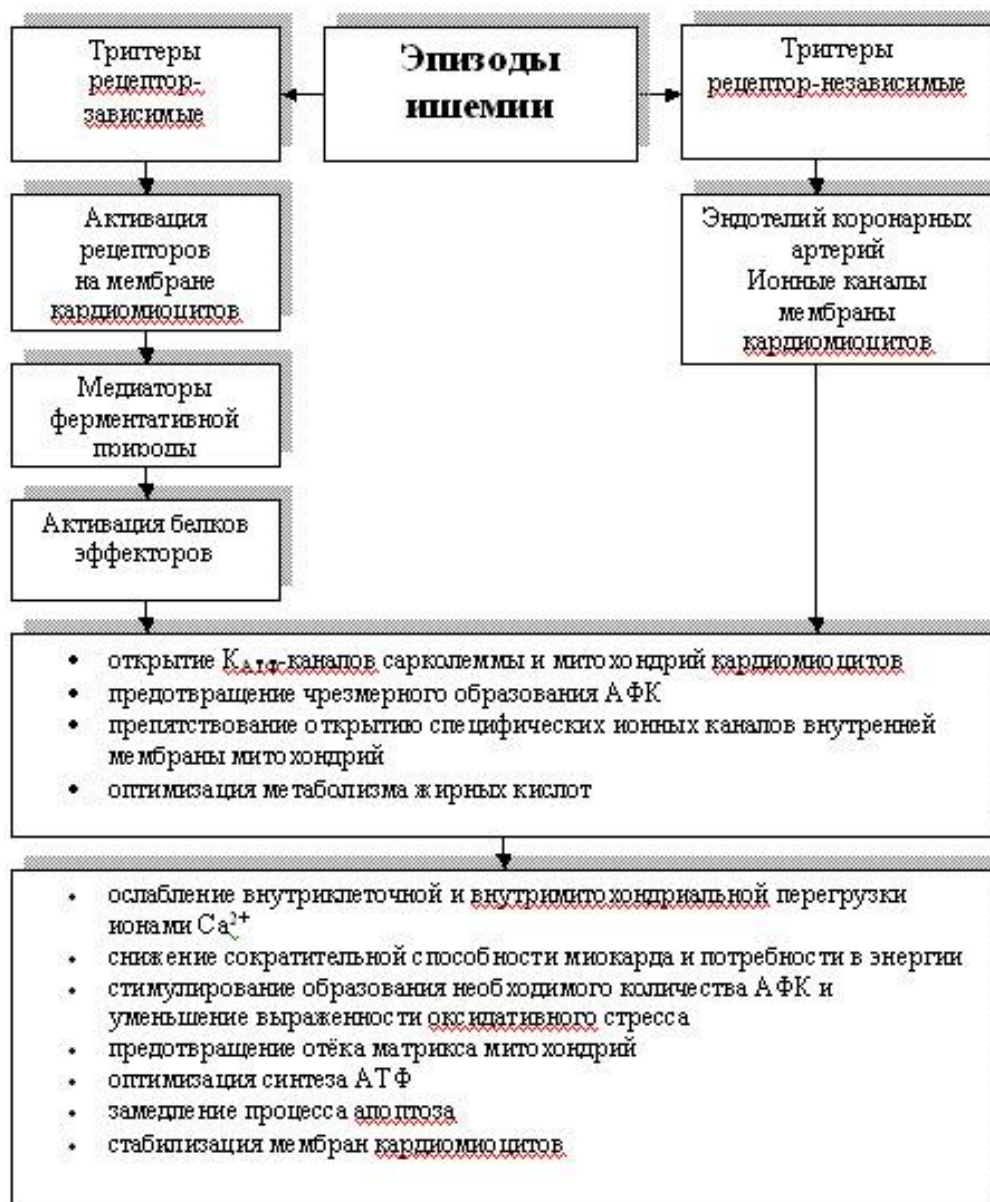 Триггеры
рецептор-
зависимые
Эпизоды
ишемии
Триггеры
рецептор-независимые
Активация
рецепторов
на мембране
кардиомиоцитов
Эндотелий коронарных
артерий
Ионные каналы
мембраны
кардиомиоцитов
Медиаторы
ферментативной
природы
Активация белков
эффекторов
• открытие K_АТФ-каналов сарколеммы и митохондрий кардиомиоцитов
• предотвращение чрезмерного образования АФК
• препятствование открытию специфических ионных каналов внутренней
мембраны митохондрий
• оптимизация метаболизма жирных кислот
• ослабление внутриклеточной и внутримитохондриальной перегрузки
ионами Ca²⁺
• снижение сократительной способности миокарда и потребности в энергии
• стимулирование образования необходимого количества АФК и
уменьшение выраженности оксидативного стресса
• предотвращение отёка матрикса митохондрий
• оптимизация синтеза АТФ
• замедление процесса апоптоза
• стабилизация мембран кардиомиоцитов